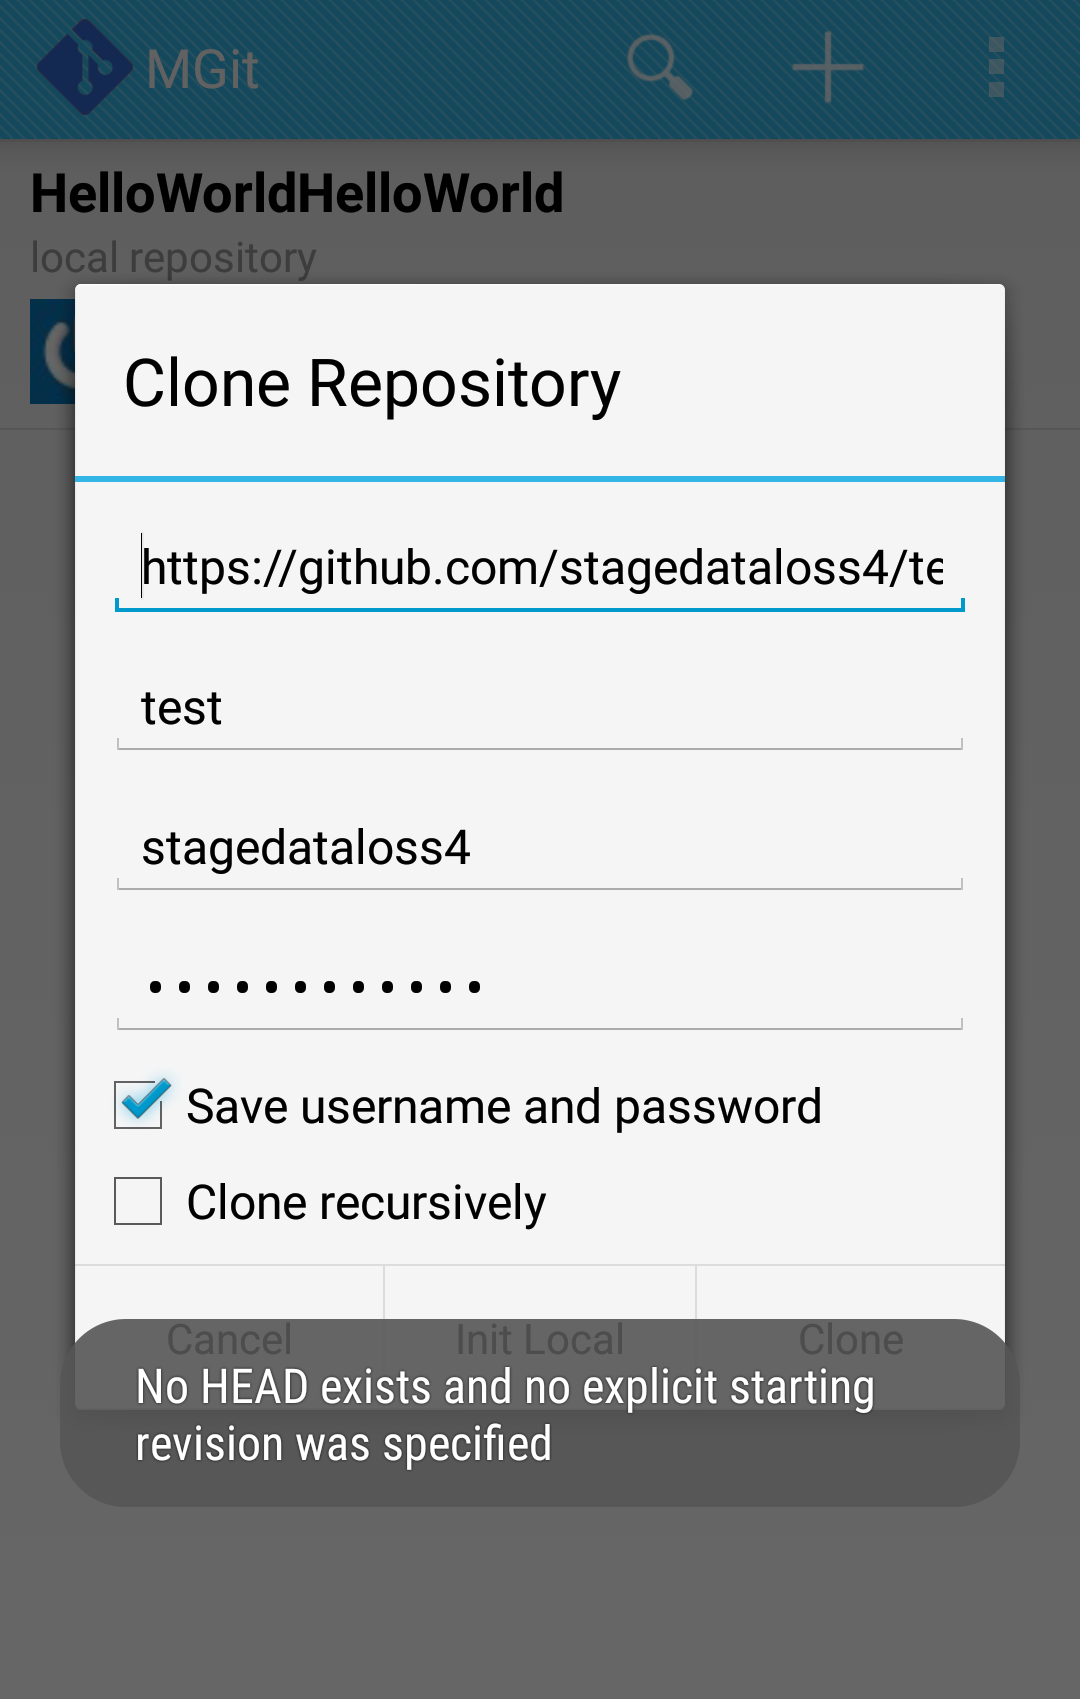 MGit
HelloWorldHelloWorld
local repository
Clone Repository
https://github.com/stagedataloss4/te
test
stagedataloss4
••••••••••••
Save username and password
Clone recursively
Cancel Init Local Clone
No HEAD exists and no explicit starting
revision was specified